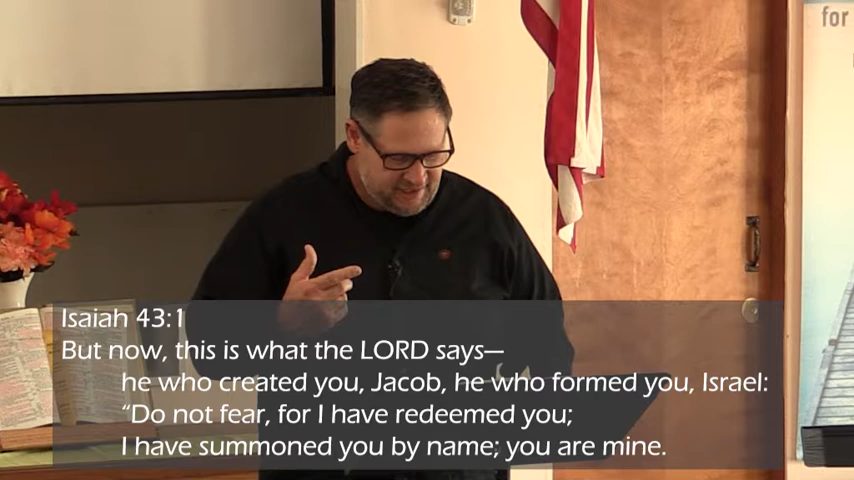 for
Isaiah 43:1
But now, this is what the LORD says—
he who created you, Jacob, he who formed you, Israel:
“Do not fear, for I have redeemed you;
I have summoned you by name; you are mine.